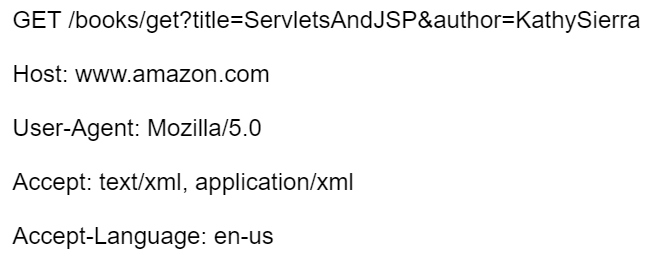 GET /books/get?title=ServletsAndJSP&author=KathySierra
Host: www.amazon.com
User-Agent: Mozilla/5.0
Accept: text/xml, application/xml
Accept-Language: en-us